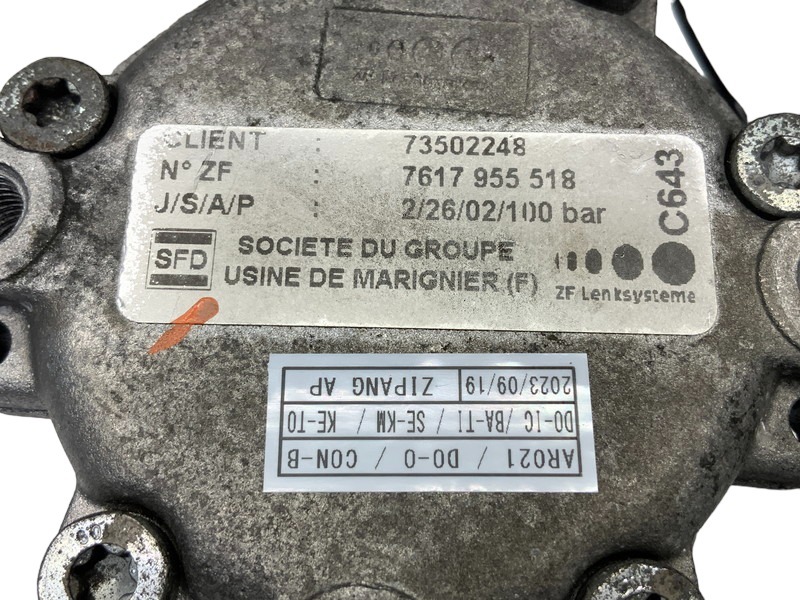 CLIENT : 73502248
N° ZF : 7617 955 518
J/S/A/P : 2/26/02/100 bar
C643
SFD
SOCIETE DU GROUPE
USINE DE MARIGNIER (F)
ZF Lenksysteme
AR021 / DO-O / CON-B
DO-IC /BA-TI / SE-KM / KE-TO
2023/09/19 ZIPANG AP